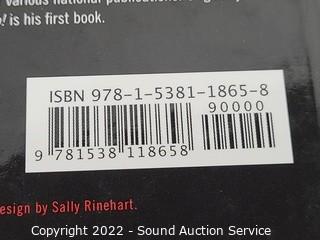 various national publications.
! is his first book.
ISBN 978-1-5381-1865-8
90000
9 781538 118658
esign by Sally Rinehart.
Copyright 2022 - Sound Auction Service